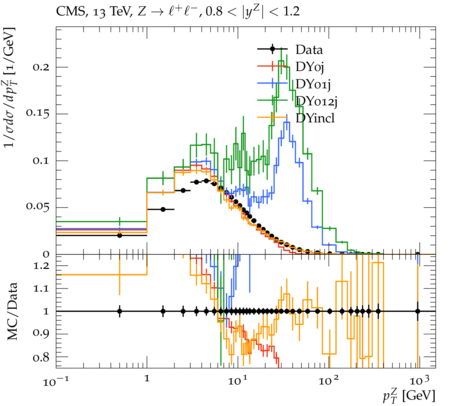 CMS, 13 TeV, Z → ℓ⁺ℓ⁻, 0.8 < |y^Z| < 1.2
1/σdσ/dp_T^Z [1/GeV]
0.2
0.15
0.1
0.05
0
Data
DY0j
DY01j
DY012j
DYincl
MC/Data
1.2
1.1
1
0.9
0.8
10⁻¹
1
10¹
10²
10³
p_T^Z [GeV]